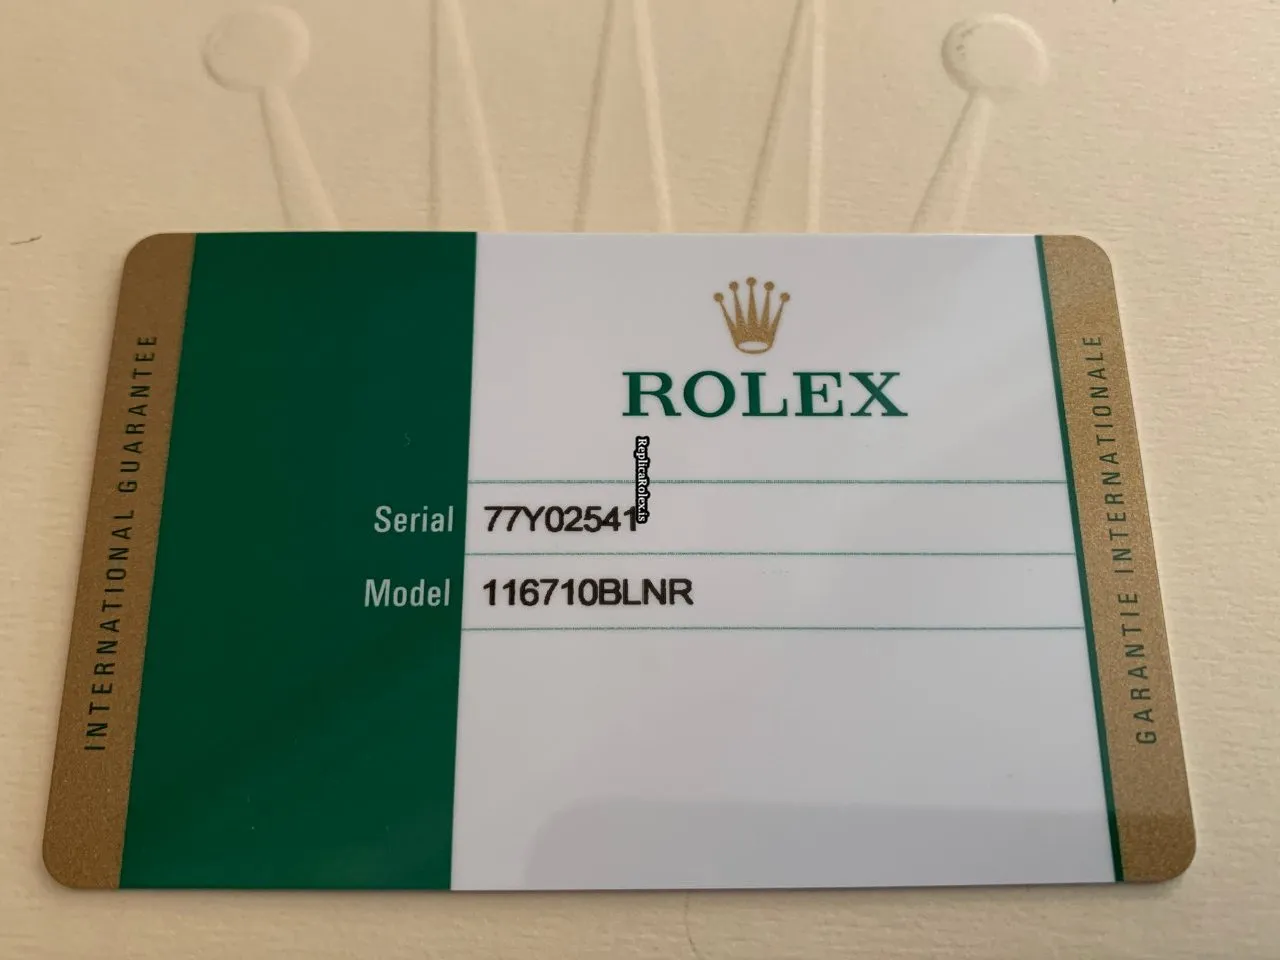 INTERNATIONAL GUARANTEE
ROLEX
ReplicaRolex.is
Serial 77Y02541
Model 116710BLNR
GARANTIE INTERNATIONALE